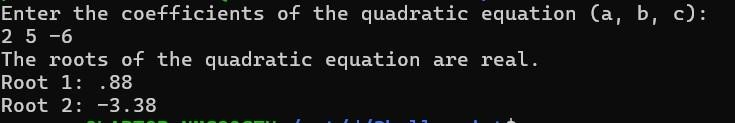 Enter the coefficients of the quadratic equation (a, b, c):
2 5 -6
The roots of the quadratic equation are real.
Root 1: .88
Root 2: -3.38